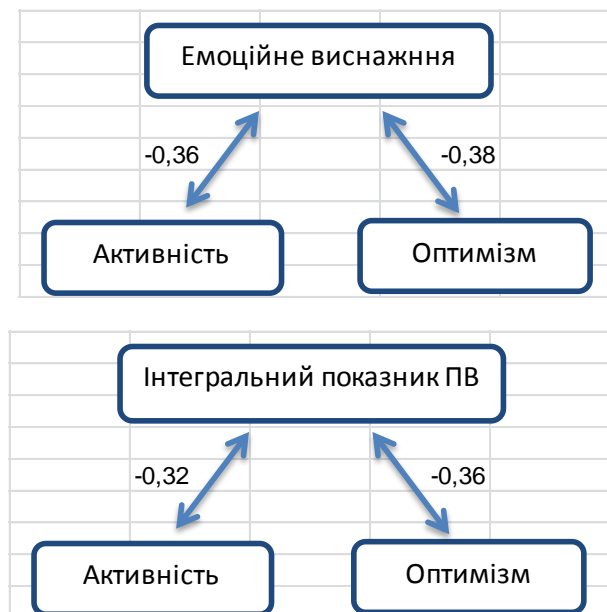 Емоційне виснажння
-0,36
-0,38
Активність
Оптимізм
Інтегральний показник ПВ
-0,32
-0,36
Активність
Оптимізм